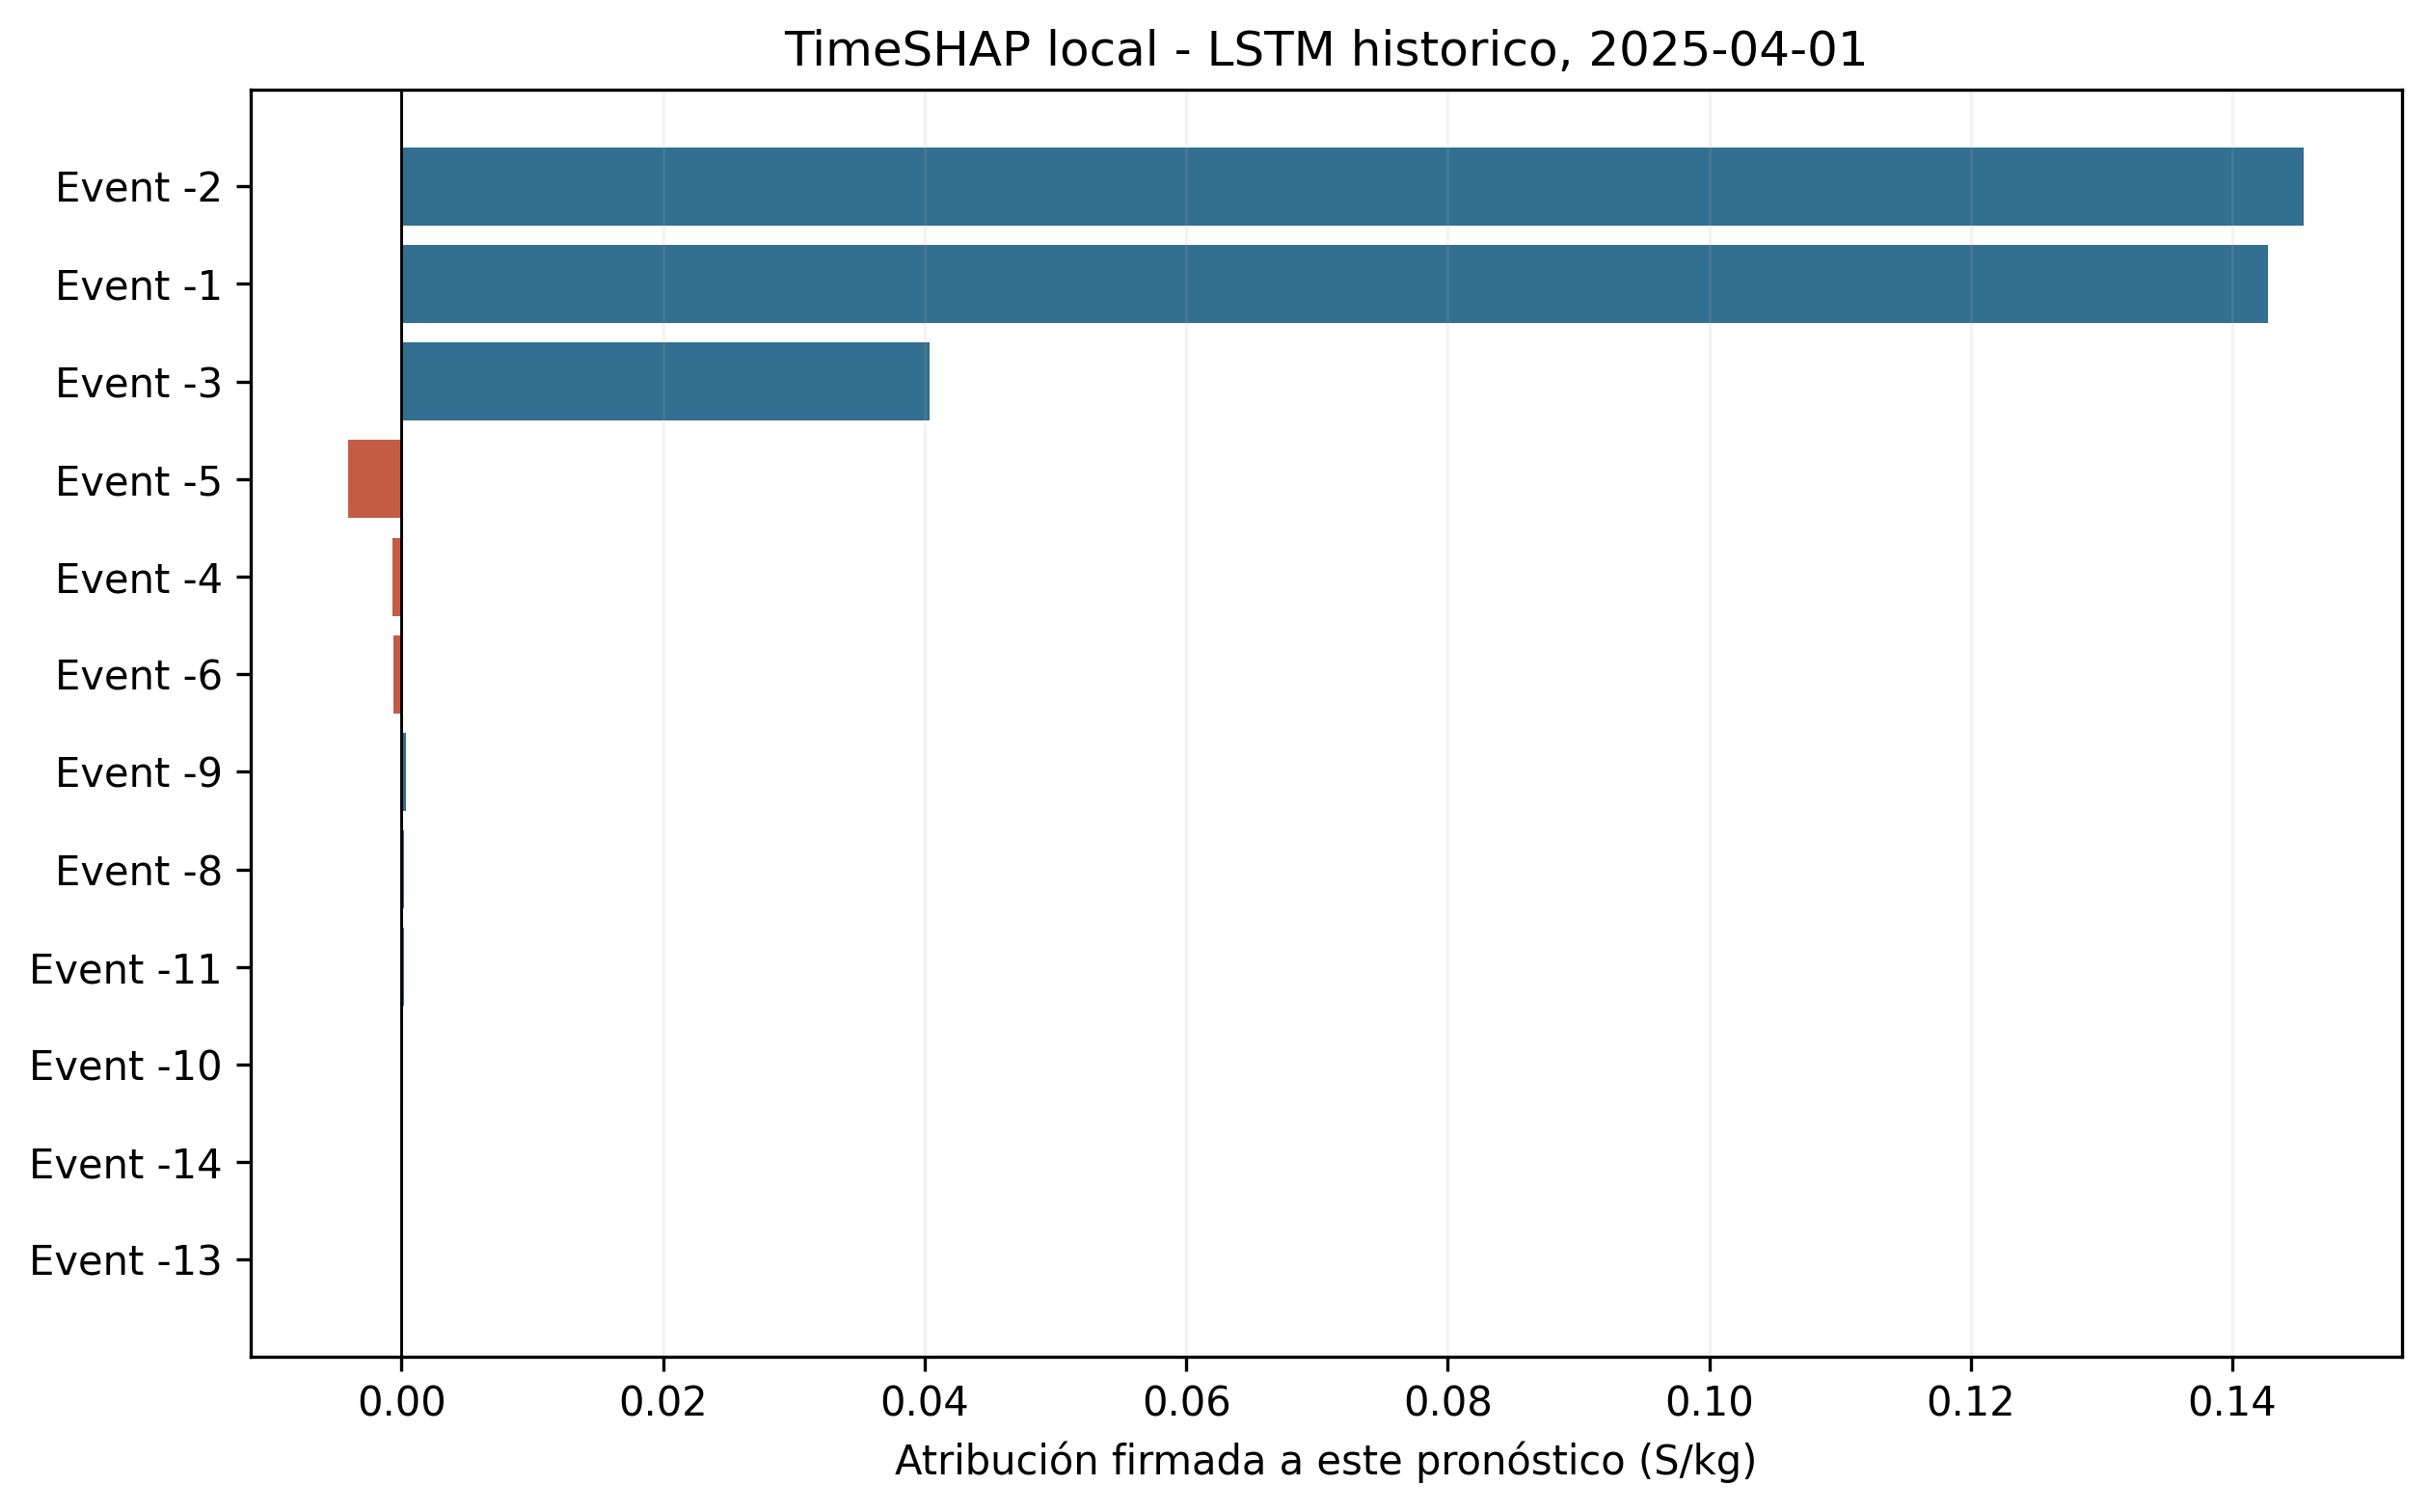 TimeSHAP local - LSTM historico, 2025-04-01
Event -2
Event -1
Event -3
Event -5
Event -4
Event -6
Event -9
Event -8
Event -11
Event -10
Event -14
Event -13
0.00 0.02 0.04 0.06 0.08 0.10 0.12 0.14
Atribución firmada a este pronóstico (S/kg)